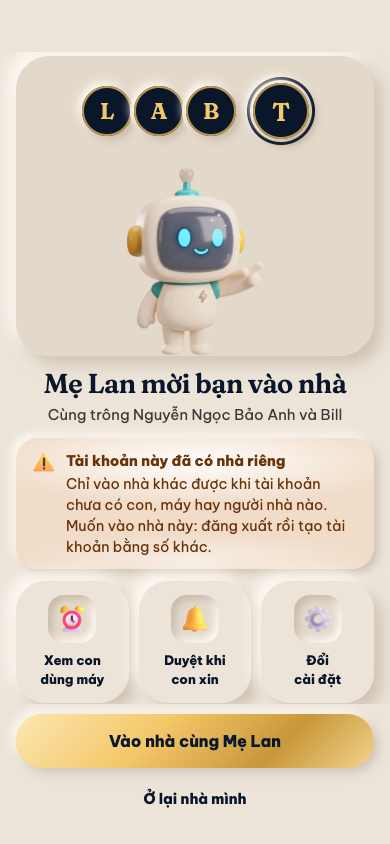 L A B T
Mẹ Lan mời bạn vào nhà
Cùng trông Nguyễn Ngọc Bảo Anh và Bill
Tài khoản này đã có nhà riêng
Chỉ vào nhà khác được khi tài khoản
chưa có con, máy hay người nhà nào.
Muốn vào nhà này: đăng xuất rồi tạo tài
khoản bằng số khác.
Xem con
dùng máy
Duyệt khi
con xin
Đổi
cài đặt
Vào nhà cùng Mẹ Lan
Ở lại nhà mình